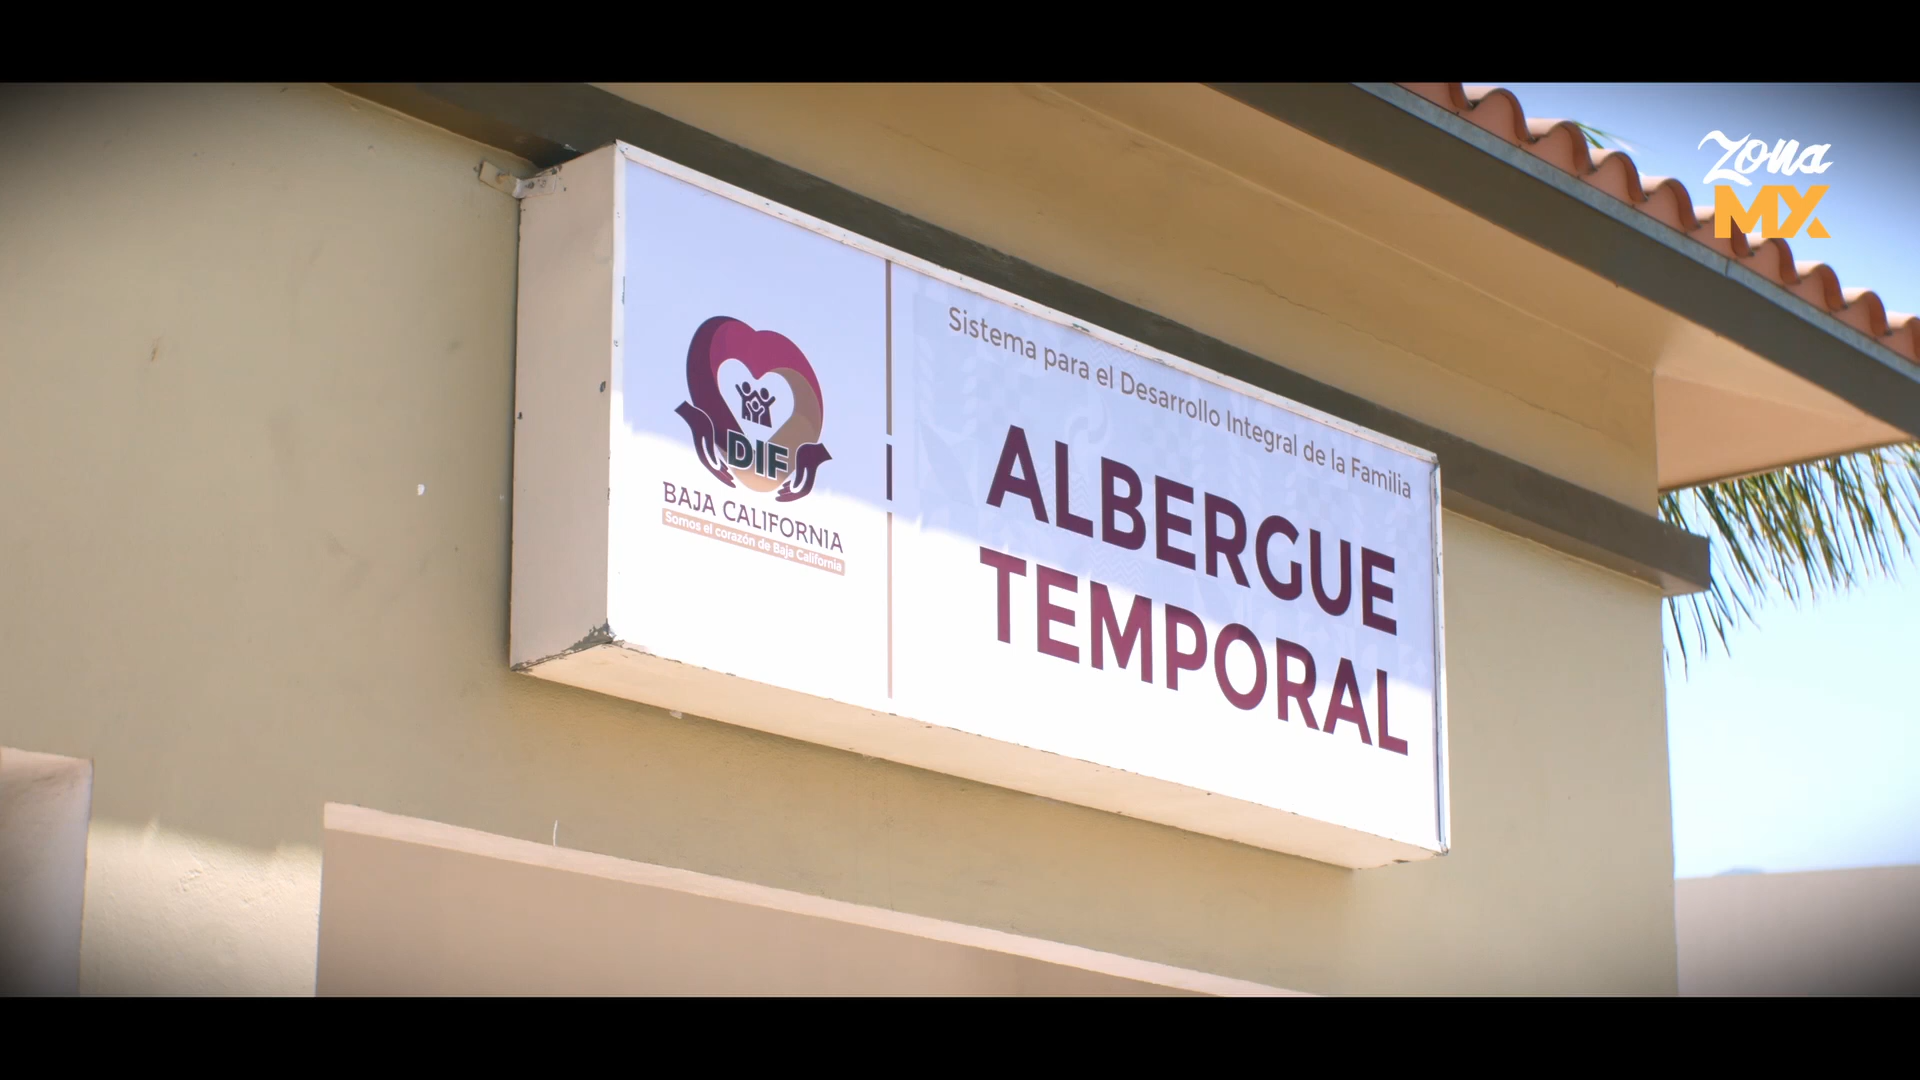 Zona
MX
Sistema para el Desarrollo Integral de la Familia
ALBERGUE
TEMPORAL
DIF
BAJA CALIFORNIA
Somos el corazón de Baja California